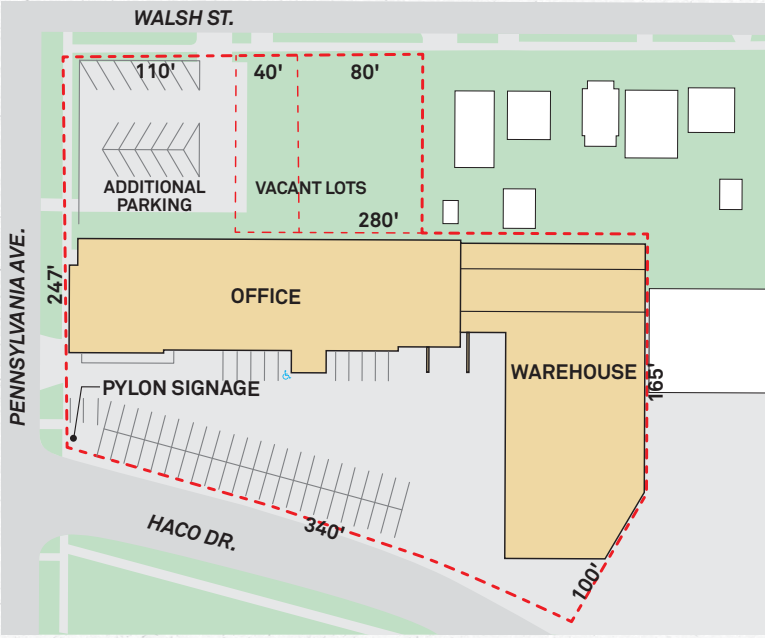 WALSH ST.
110'
40'
80'
ADDITIONAL
PARKING
VACANT LOTS
280'
PENNSYLVANIA AVE.
247'
OFFICE
WAREHOUSE
165'
PYLON SIGNAGE
HACO DR.
340'
100'